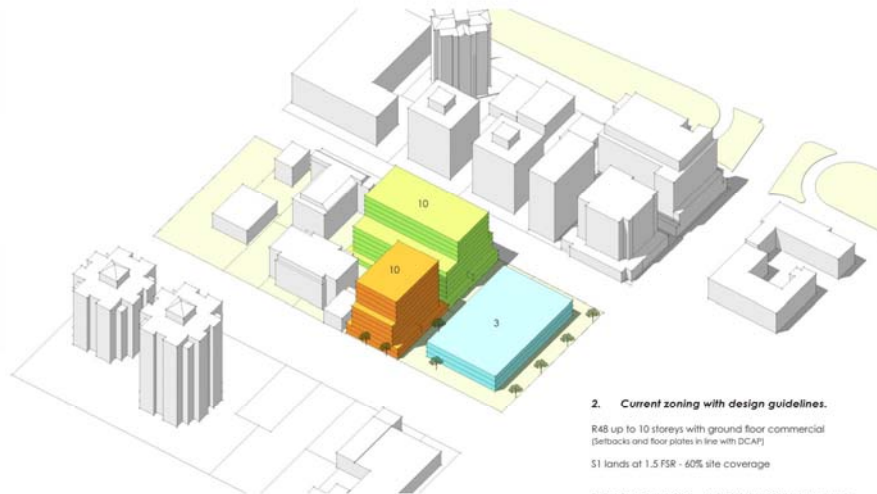 10
10
3
2. Current zoning with design guidelines.
R48 up to 10 storeys with ground floor commercial
(Setbacks and floor plates in line with DCAP)
S1 lands at 1.5 FSR - 60% site coverage